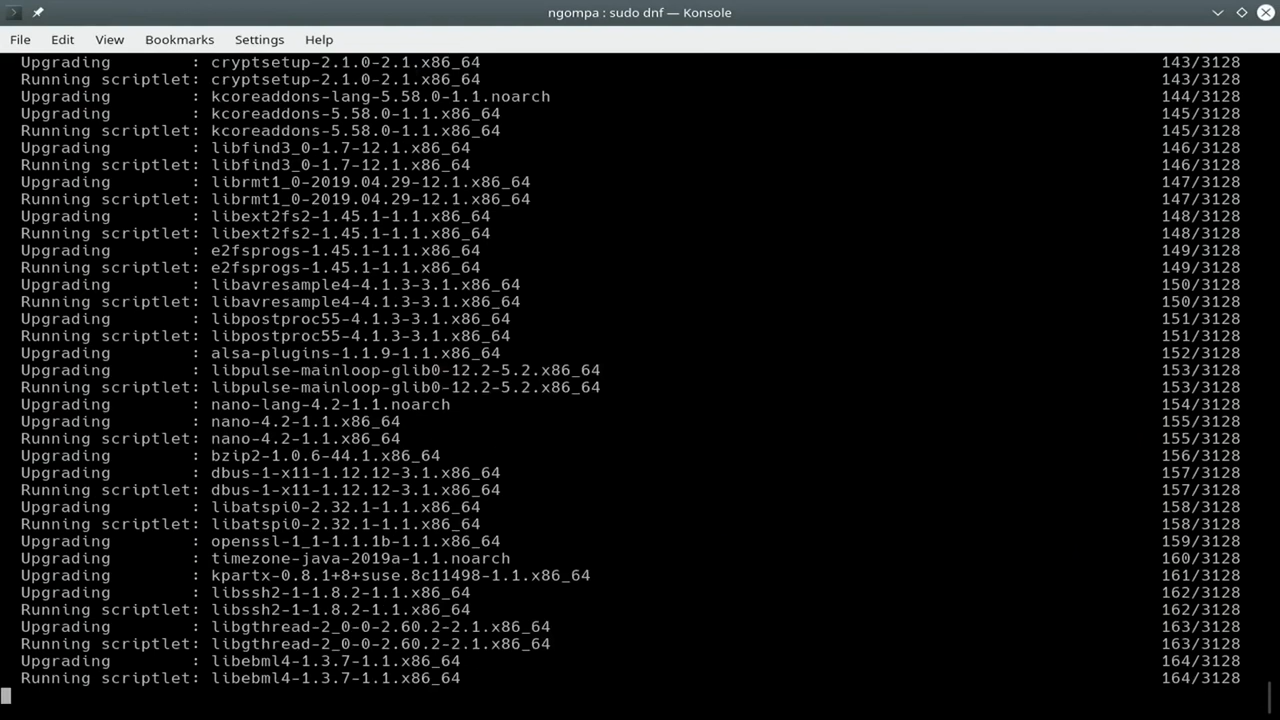 ngompa : sudo dnf — Konsole
File Edit View Bookmarks Settings Help
Upgrading : cryptsetup-2.1.0-2.1.x86_64 143/3128
Running scriptlet: cryptsetup-2.1.0-2.1.x86_64 143/3128
Upgrading : kcoreaddons-lang-5.58.0-1.1.noarch 144/3128
Upgrading : kcoreaddons-5.58.0-1.1.x86_64 145/3128
Running scriptlet: kcoreaddons-5.58.0-1.1.x86_64 145/3128
Upgrading : libfind3_0-1.7-12.1.x86_64 146/3128
Running scriptlet: libfind3_0-1.7-12.1.x86_64 146/3128
Upgrading : librmt1_0-2019.04.29-12.1.x86_64 147/3128
Running scriptlet: librmt1_0-2019.04.29-12.1.x86_64 147/3128
Upgrading : libext2fs2-1.45.1-1.1.x86_64 148/3128
Running scriptlet: libext2fs2-1.45.1-1.1.x86_64 148/3128
Upgrading : e2fsprogs-1.45.1-1.1.x86_64 149/3128
Running scriptlet: e2fsprogs-1.45.1-1.1.x86_64 149/3128
Upgrading : libavresample4-4.1.3-3.1.x86_64 150/3128
Running scriptlet: libavresample4-4.1.3-3.1.x86_64 150/3128
Upgrading : libpostproc55-4.1.3-3.1.x86_64 151/3128
Running scriptlet: libpostproc55-4.1.3-3.1.x86_64 151/3128
Upgrading : alsa-plugins-1.1.9-1.1.x86_64 152/3128
Upgrading : libpulse-mainloop-glib0-12.2-5.2.x86_64 153/3128
Running scriptlet: libpulse-mainloop-glib0-12.2-5.2.x86_64 153/3128
Upgrading : nano-lang-4.2-1.1.noarch 154/3128
Upgrading : nano-4.2-1.1.x86_64 155/3128
Running scriptlet: nano-4.2-1.1.x86_64 155/3128
Upgrading : bzip2-1.0.6-44.1.x86_64 156/3128
Upgrading : dbus-1-x11-1.12.12-3.1.x86_64 157/3128
Running scriptlet: dbus-1-x11-1.12.12-3.1.x86_64 157/3128
Upgrading : libatspi0-2.32.1-1.1.x86_64 158/3128
Running scriptlet: libatspi0-2.32.1-1.1.x86_64 158/3128
Upgrading : openssl-1_1-1.1.1b-1.1.x86_64 159/3128
Upgrading : timezone-java-2019a-1.1.noarch 160/3128
Upgrading : kpartx-0.8.1+8+suse.8c11498-1.1.x86_64 161/3128
Upgrading : libssh2-1-1.8.2-1.1.x86_64 162/3128
Running scriptlet: libssh2-1-1.8.2-1.1.x86_64 162/3128
Upgrading : libgthread-2_0-0-2.60.2-2.1.x86_64 163/3128
Running scriptlet: libgthread-2_0-0-2.60.2-2.1.x86_64 163/3128
Upgrading : libebml4-1.3.7-1.1.x86_64 164/3128
Running scriptlet: libebml4-1.3.7-1.1.x86_64 164/3128